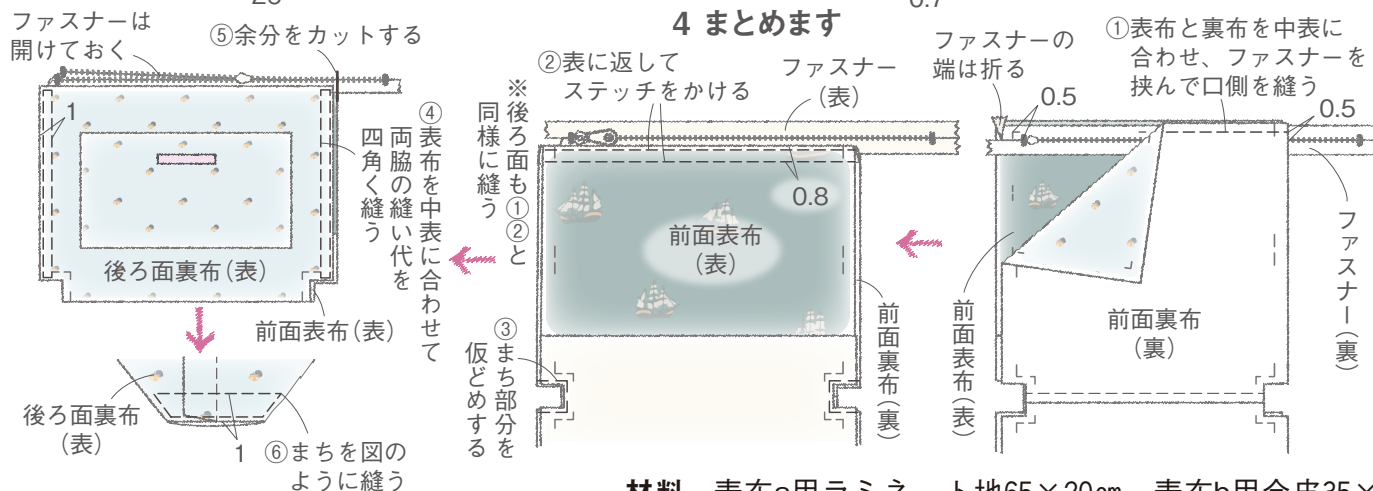 4 まとめます
0.7
ファスナーの
端は折る
①表布と裏布を中表に
合わせ、ファスナーを
挟んで口側を縫う
0.5
0.5
ファスナー(裏)
前面裏布
(裏)
前面表布(表)
②表に返して
ステッチをかける
ファスナー
(表)
※後ろ面も①②と
同様に縫う
0.8
前面表布
(表)
前面裏布(裏)
③まち部分を
仮どめする
ファスナーは
開けておく
⑤余分をカットする
1
④表布を中表に合わせて
両脇の縫い代を
四角く縫う
後ろ面裏布(表)
前面表布(表)
後ろ面裏布
(表)
1
⑥まちを図の
ように縫う